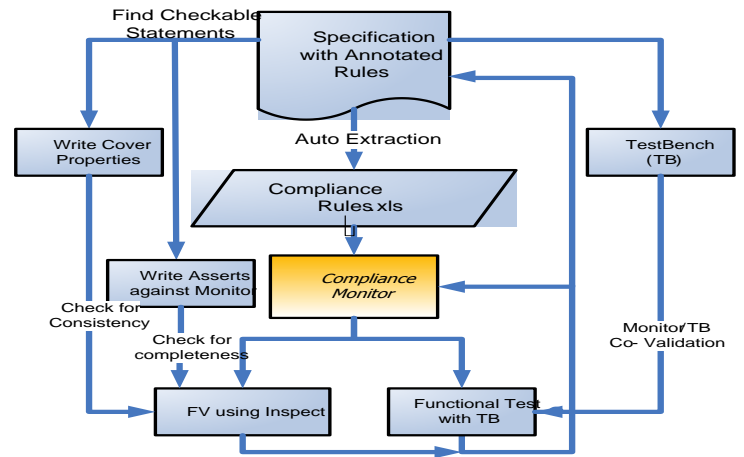 Find Checkable
Statements
Specification
with Annotated
Rules
Auto Extraction
Write Cover
Properties
TestBench
(TB)
Compliance
Rules.xls
Write Asserts
against Monitor
Compliance
Monitor
Check for
Consistency
Check for
completeness
Monitor/TB
Co- Validation
FV using Inspect
Functional Test
with TB